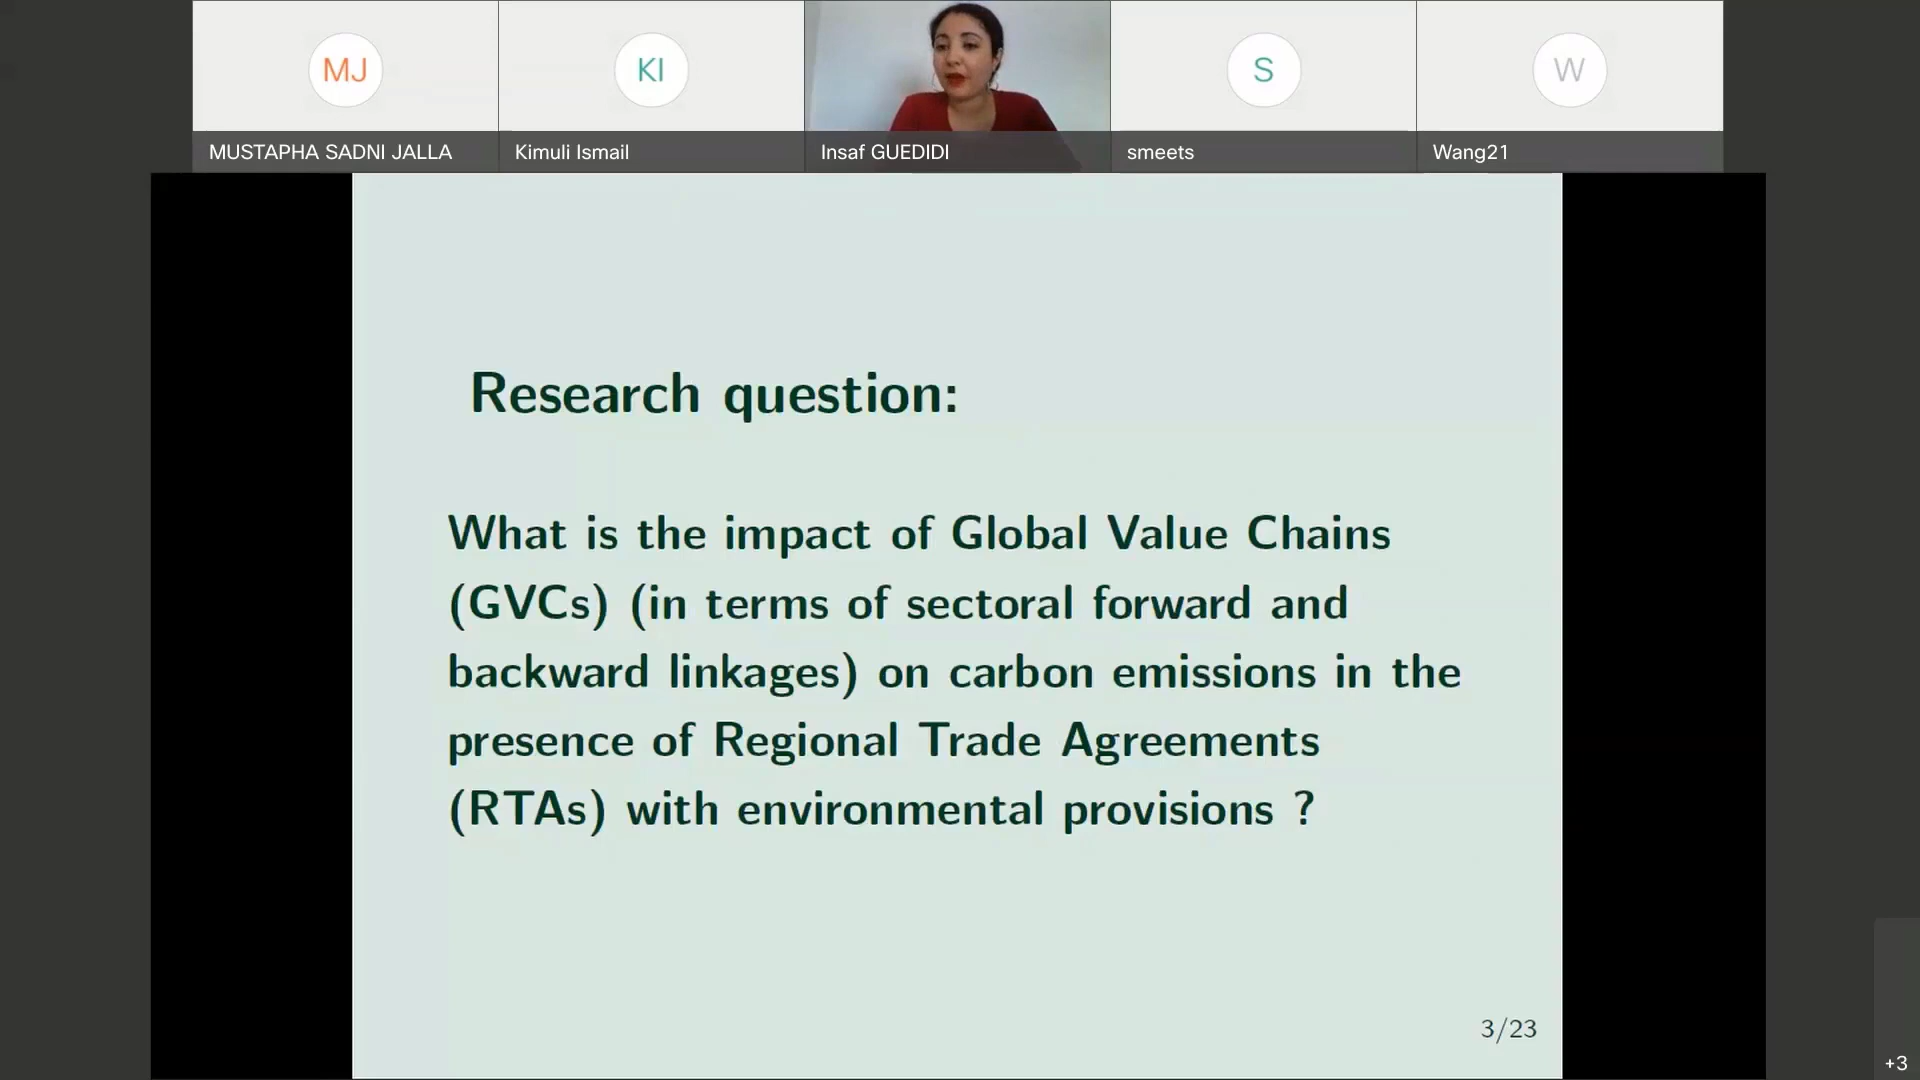 MJ
KI
S
W
MUSTAPHA SADNI JALLA
Kimuli Ismail
Insaf GUEDIDI
smeets
Wang21
Research question:
What is the impact of Global Value Chains
(GVCs) (in terms of sectoral forward and
backward linkages) on carbon emissions in the
presence of Regional Trade Agreements
(RTAs) with environmental provisions ?
3/23
+3